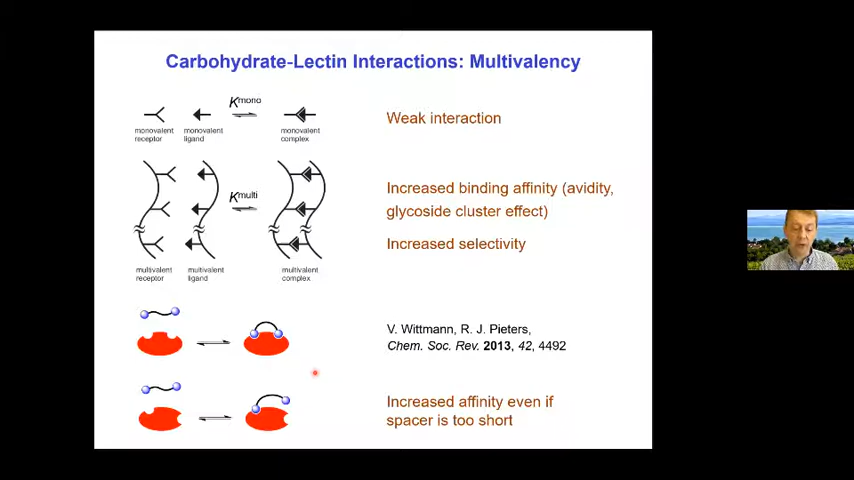 Carbohydrate-Lectin Interactions: Multivalency
Kmono
monovalent receptor
monovalent ligand
monovalent complex
Weak interaction
Kmulti
multivalent receptor
multivalent ligand
multivalent complex
Increased binding affinity (avidity,
glycoside cluster effect)
Increased selectivity
V. Wittmann, R. J. Pieters,
Chem. Soc. Rev. 2013, 42, 4492
Increased affinity even if
spacer is too short